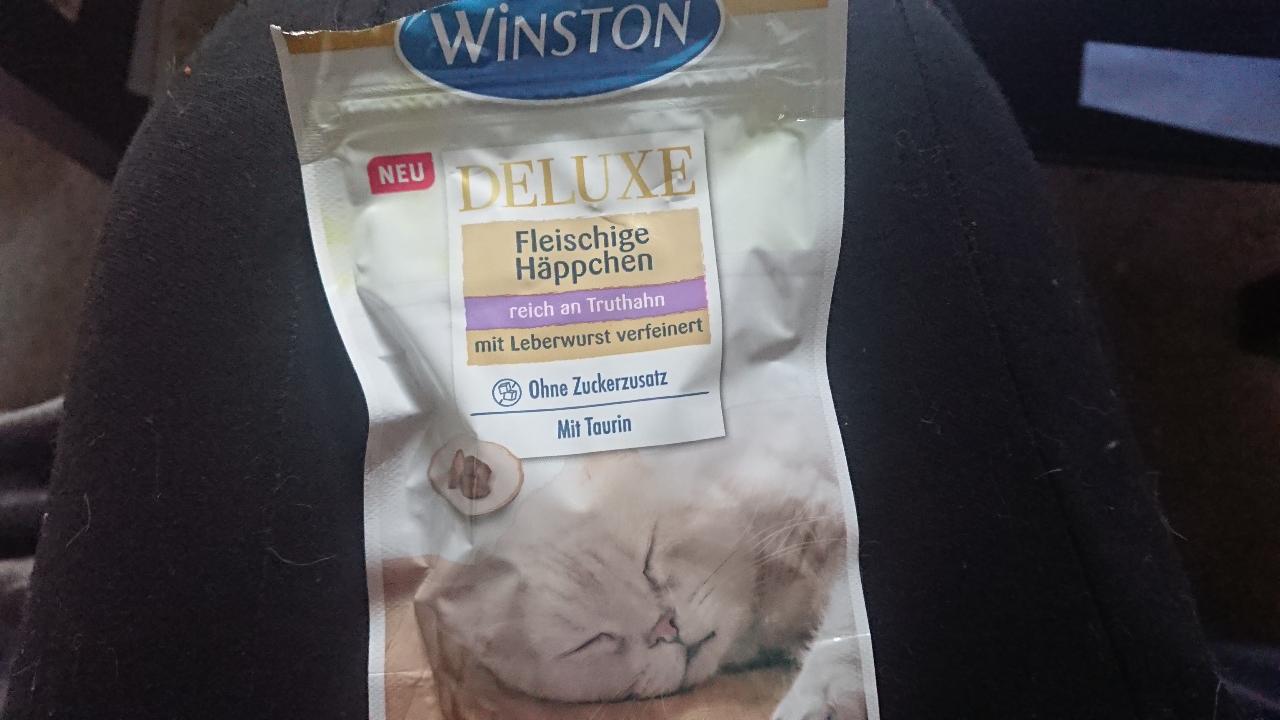 WiNSTON
NEU
DELUXE
Fleischige
Häppchen
reich an Truthahn
mit Leberwurst verfeinert
Ohne Zuckerzusatz
Mit Taurin